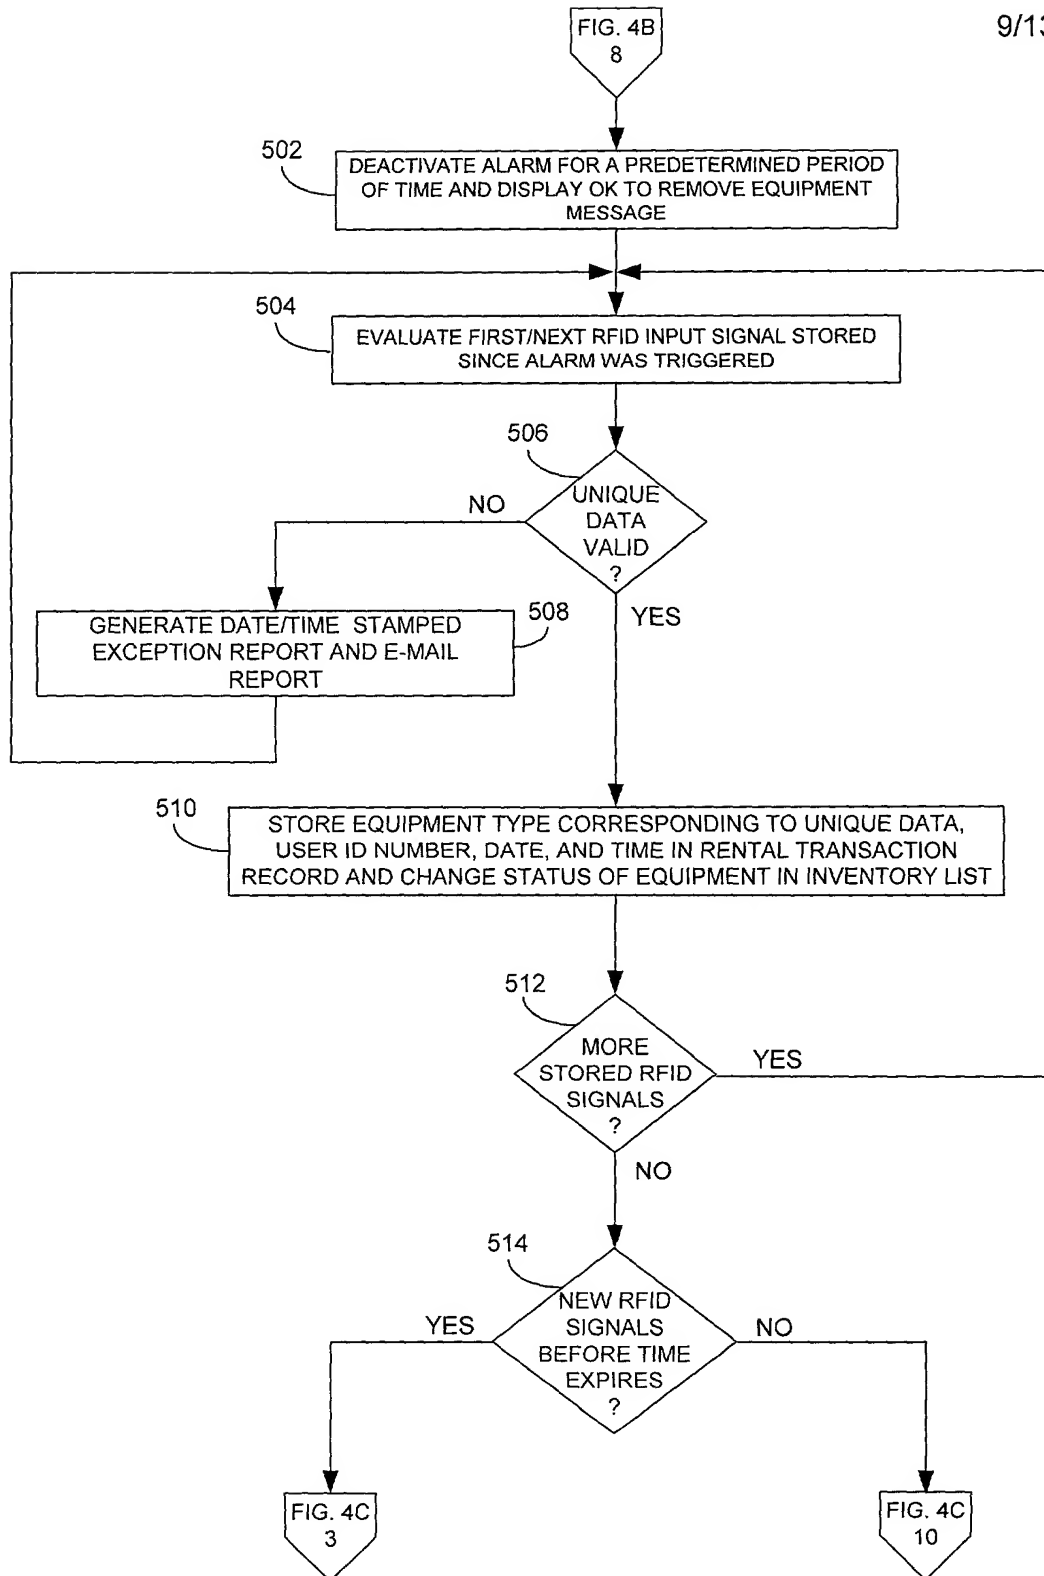 FIG. 4B
8
9/13
502
DEACTIVATE ALARM FOR A PREDETERMINED PERIOD
OF TIME AND DISPLAY OK TO REMOVE EQUIPMENT
MESSAGE
504
EVALUATE FIRST/NEXT RFID INPUT SIGNAL STORED
SINCE ALARM WAS TRIGGERED
506
UNIQUE
DATA
VALID
?
NO
YES
508
GENERATE DATE/TIME STAMPED
EXCEPTION REPORT AND E-MAIL
REPORT
510
STORE EQUIPMENT TYPE CORRESPONDING TO UNIQUE DATA,
USER ID NUMBER, DATE, AND TIME IN RENTAL TRANSACTION
RECORD AND CHANGE STATUS OF EQUIPMENT IN INVENTORY LIST
512
MORE
STORED RFID
SIGNALS
?
YES
NO
514
NEW RFID
SIGNALS
BEFORE TIME
EXPIRES
?
YES
NO
FIG. 4C
3
FIG. 4C
10